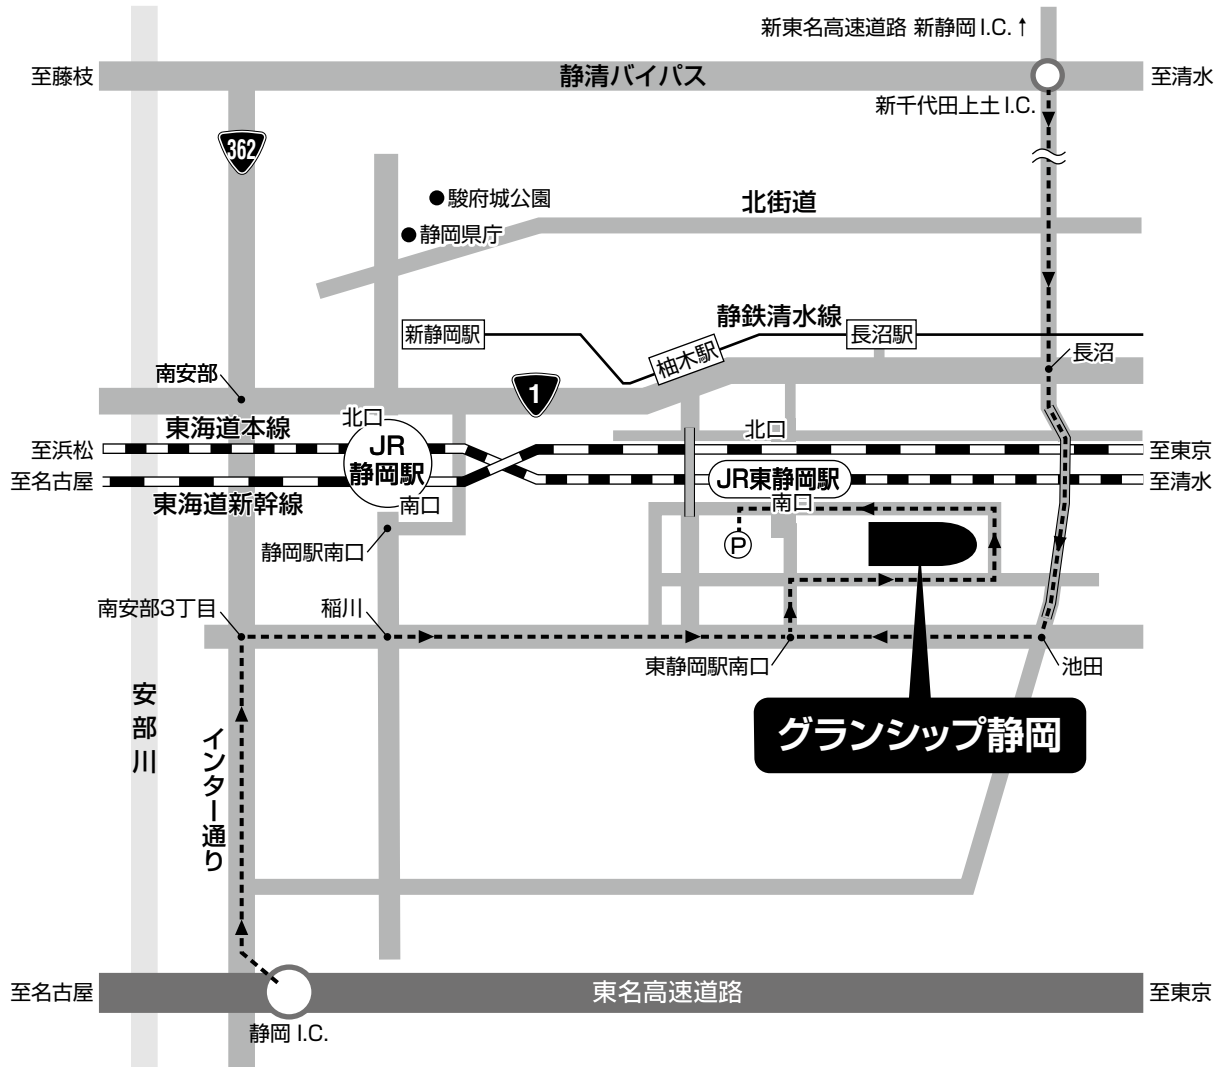 新東名高速道路 新静岡I.C.↑
至藤枝
静清バイパス
至清水
新千代田上土I.C.
362
駿府城公園
静岡県庁
北街道
静鉄清水線
新静岡駅
柚木駅
長沼駅
長沼
南安部
1
北口
東海道本線
至浜松
JR
静岡駅
北口
至東京
至名古屋
JR東静岡駅
至清水
東海道新幹線
南口
南口
静岡駅南口
P
南安部3丁目
稲川
東静岡駅南口
池田
安部川
インター通り
グランシップ静岡
至名古屋
東名高速道路
至東京
静岡I.C.